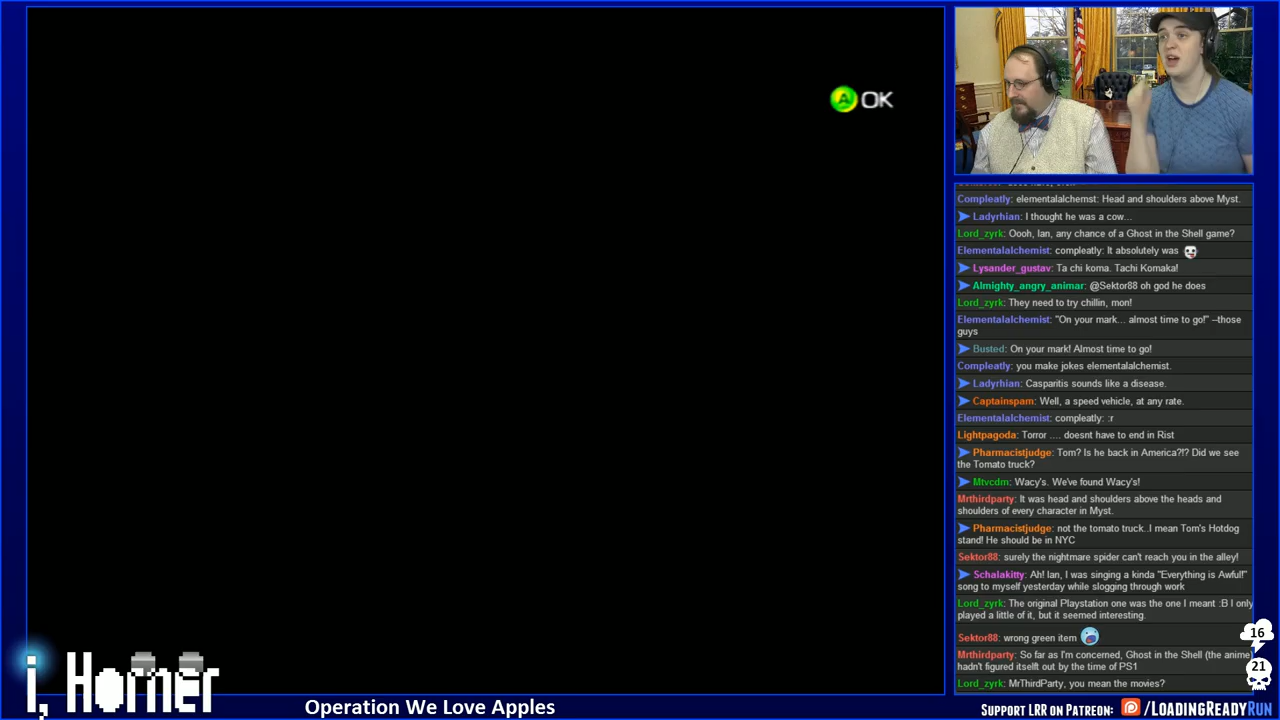 A OK
Compleatly: elementalalchemst: Head and shoulders above Myst.
Ladyrhian: I thought he was a cow...
Lord_zyrk: Oooh, Ian, any chance of a Ghost in the Shell game?
Elementalalchemist: compleatly: It absolutely was
Lysander_gustav: Ta chi koma. Tachi Komaka!
Almighty_angry_animar: @Sektor88 oh god he does
Lord_zyrk: They need to try chillin, mon!
Elementalalchemist: "On your mark... almost time to go!" --those
guys
Busted: On your mark! Almost time to go!
Compleatly: you make jokes elementalalchemist.
Ladyrhian: Casparitis sounds like a disease.
Captainspam: Well, a speed vehicle, at any rate.
Elementalalchemist: compleatly: :r
Lightpagoda: Torror .... doesnt have to end in Rist
Pharmacistjudge: Tom? Is he back in America?!? Did we see
the Tomato truck?
Mtvcdm: Wacy's. We've found Wacy's!
Mrthirdparty: It was head and shoulders above the heads and
shoulders of every character in Myst.
Pharmacistjudge: not the tomato truck..I mean Tom's Hotdog
stand! He should be in NYC
Sektor88: surely the nightmare spider can't reach you in the alley!
Schalakitty: Ah! Ian, I was singing a kinda "Everything is Awful!"
song to myself yesterday while slogging through work
Lord_zyrk: The original Playstation one was the one I meant :B I only
played a little of it, but it seemed interesting.
Sektor88: wrong green item
16
Mrthirdparty: So far as I'm concerned, Ghost in the Shell (the anime)
hadn't figured itselft out by the time of PS1
21
Lord_zyrk: MrThirdParty, you mean the movies?
i, Horner
Operation We Love Apples
Support LRR on Patreon: /LoadingReadyRun